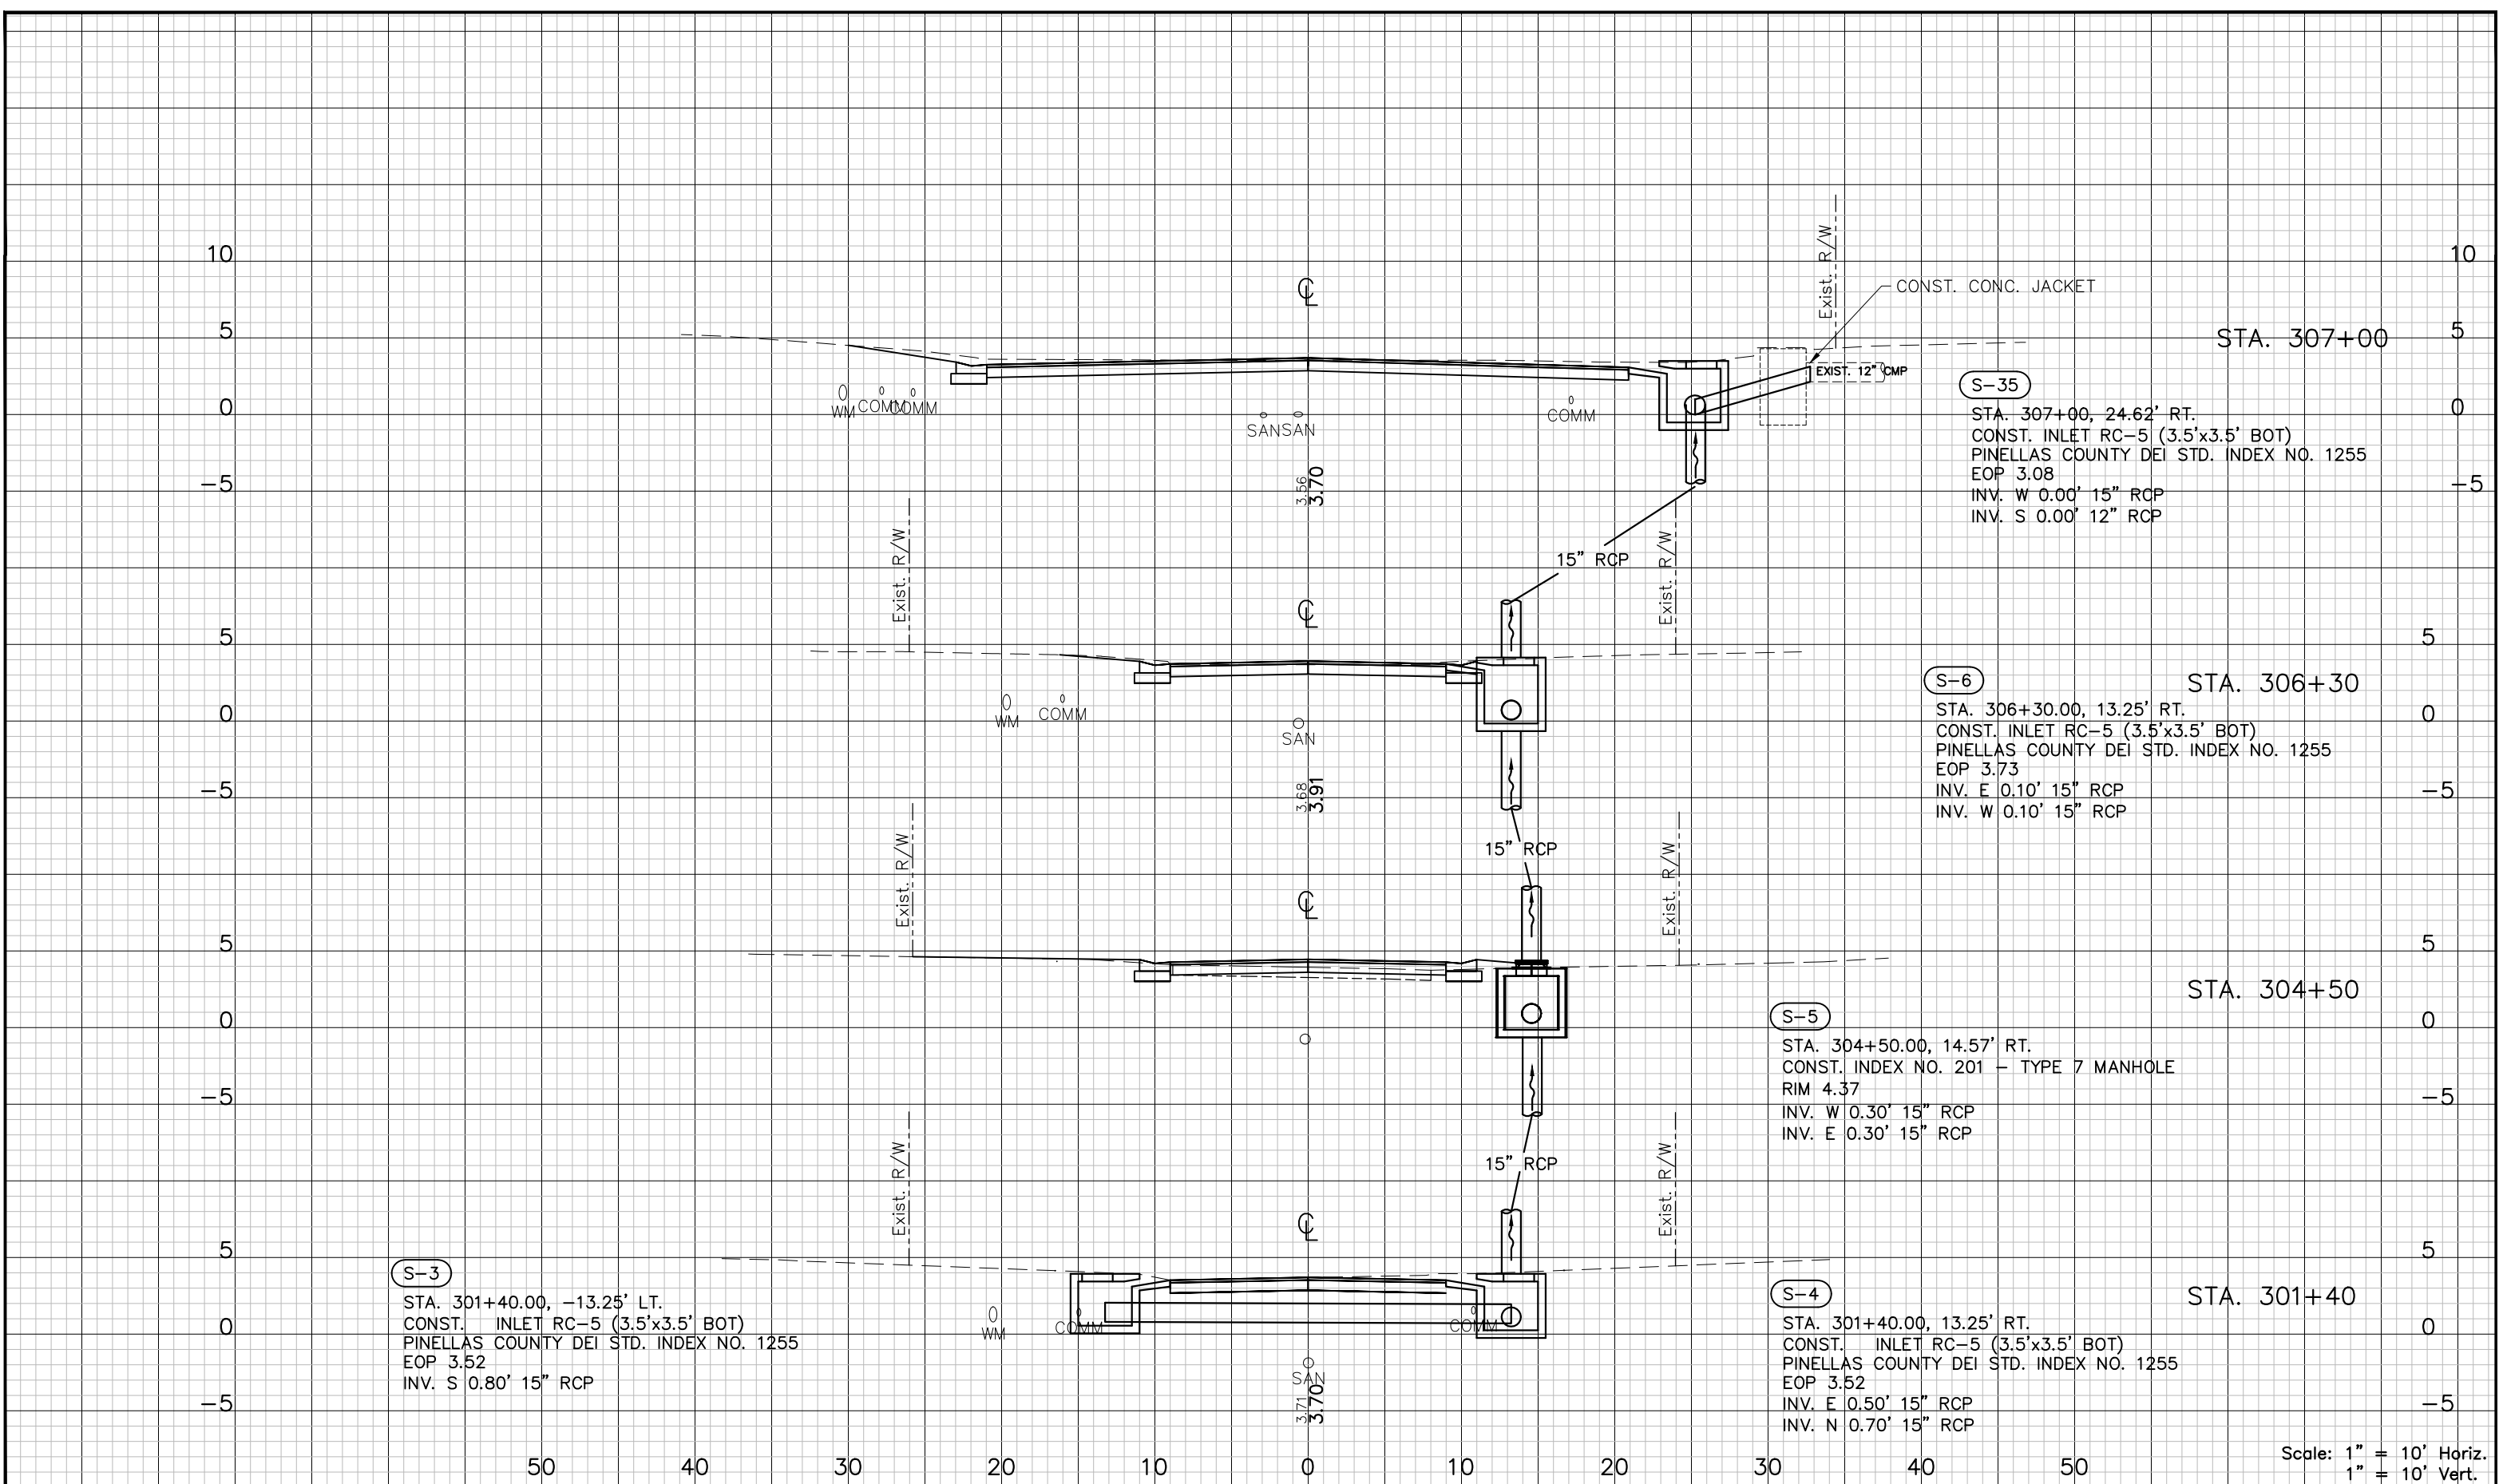 10
10
Exist. R/W
CONST. CONC. JACKET
CL
5
STA. 307+00
5
EXIST. 12" CMP
WM
COMM
COMM
SAN
SAN
COMM
0
0
S-35
STA. 307+00, 24.62' RT.
CONST. INLET RC-5 (3.5'x3.5' BOT)
PINELLAS COUNTY DEI STD. INDEX NO. 1255
EOP 3.08
INV. W 0.00' 15" RCP
INV. S 0.00' 12" RCP
3.56
3.70
-5
-5
15" RCP
Exist. R/W
Exist. R/W
CL
5
5
STA. 306+30
WM
COMM
SAN
0
0
S-6
STA. 306+30.00, 13.25' RT.
CONST. INLET RC-5 (3.5'x3.5' BOT)
PINELLAS COUNTY DEI STD. INDEX NO. 1255
EOP 3.73
INV. E 0.10' 15" RCP
INV. W 0.10' 15" RCP
3.68
3.91
-5
-5
15" RCP
Exist. R/W
Exist. R/W
CL
5
5
STA. 304+50
0
0
S-5
STA. 304+50.00, 14.57' RT.
CONST. INDEX NO. 201 - TYPE 7 MANHOLE
RIM 4.37
INV. W 0.30' 15" RCP
INV. E 0.30' 15" RCP
-5
-5
15" RCP
Exist. R/W
Exist. R/W
CL
5
5
STA. 301+40
S-3
STA. 301+40.00, -13.25' LT.
CONST. INLET RC-5 (3.5'x3.5' BOT)
PINELLAS COUNTY DEI STD. INDEX NO. 1255
EOP 3.52
INV. S 0.80' 15" RCP
WM
COMM
COMM
SAN
0
0
S-4
STA. 301+40.00, 13.25' RT.
CONST. INLET RC-5 (3.5'x3.5' BOT)
PINELLAS COUNTY DEI STD. INDEX NO. 1255
EOP 3.52
INV. E 0.50' 15" RCP
INV. N 0.70' 15" RCP
3.71
3.70
-5
-5
50 40 30 20 10 0 10 20 30 40 50
Scale: 1" = 10' Horiz.
1" = 10' Vert.